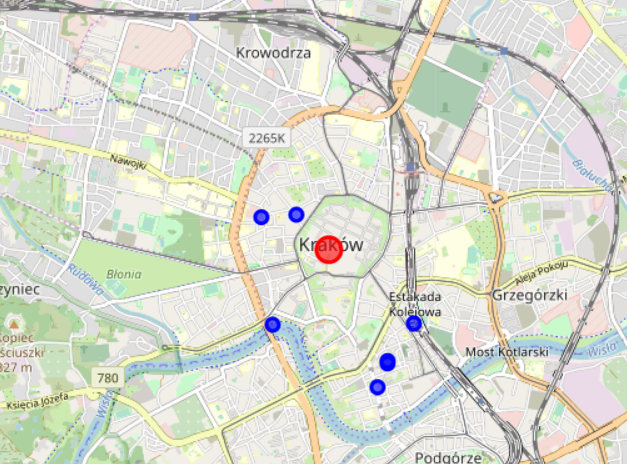 Krowodrza
2265K
Nawojki
Białucha
Kraków
Błonia
Rudawa
Aleja Pokoju
zyniec
Estakada
Kolejowa
Grzegórzki
Kopiec
ściuszki
327 m
Most Kotlarski
Wisła
780
Księcia Józefa
Wisła
Podgórze